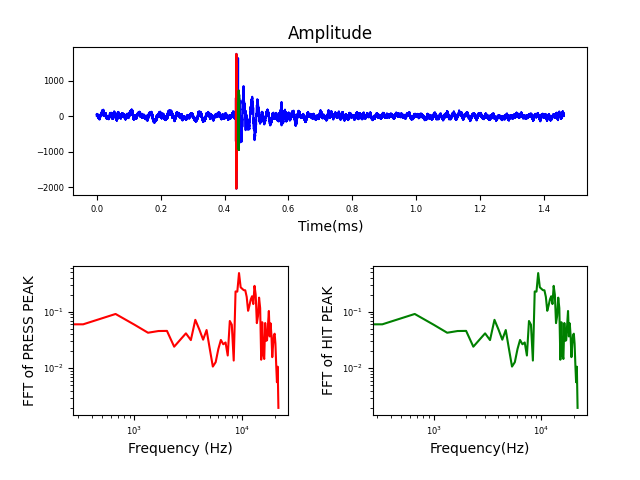 Amplitude
1000
0
−1000
−2000
0.0 0.2 0.4 0.6 0.8 1.0 1.2 1.4
Time(ms)
FFT of PRESS PEAK
10⁻¹
10⁻²
10³ 10⁴
Frequency (Hz)
FFT of HIT PEAK
10⁻¹
10⁻²
10³ 10⁴
Frequency(Hz)